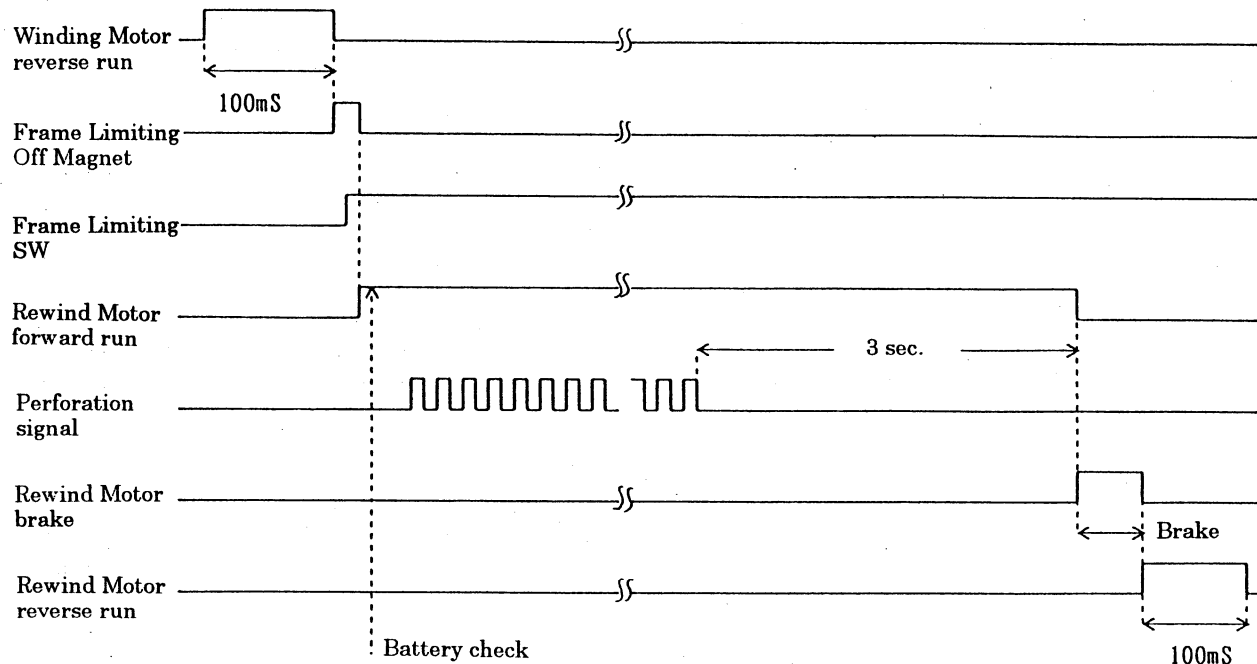 Winding Motor
reverse run
100mS
Frame Limiting
Off Magnet
Frame Limiting
SW
Rewind Motor
forward run
3 sec.
Perforation
signal
Rewind Motor
brake
Brake
Rewind Motor
reverse run
Battery check
100mS